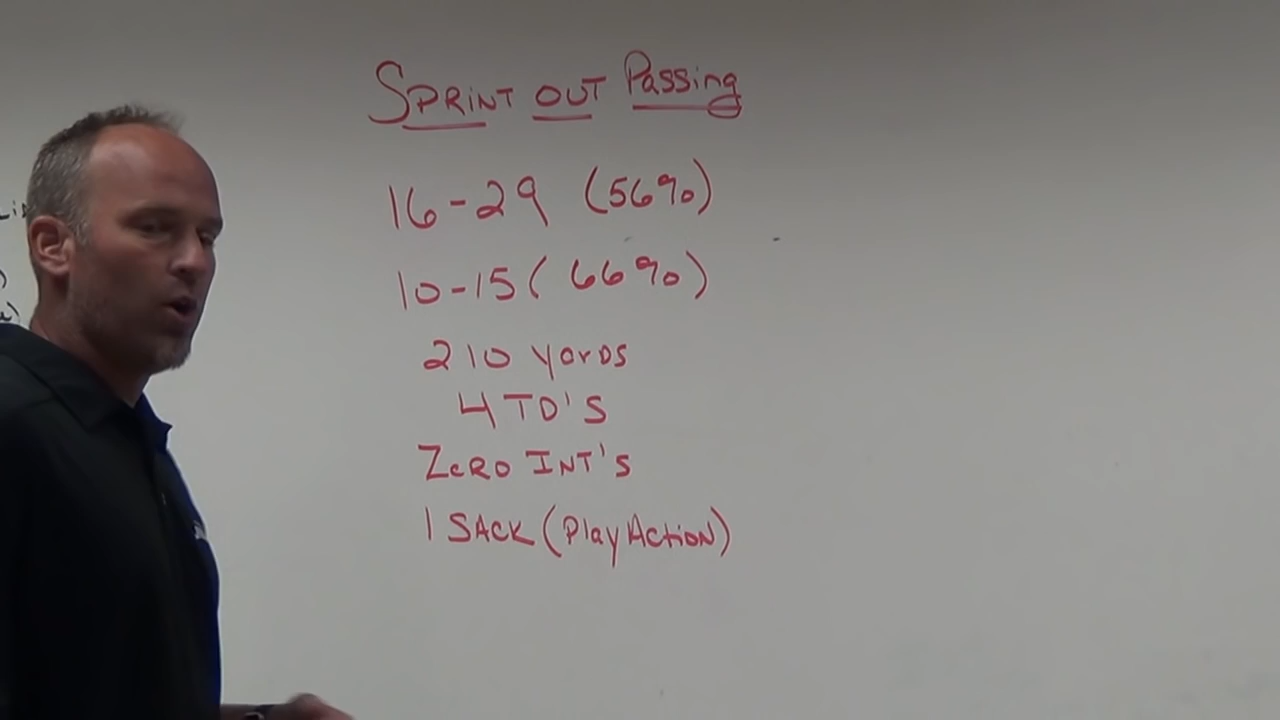 SPRINT OUT Passing
16-29 (56%)
10-15 (66%)
210 yards
4 TD'S
ZERO INT'S
1 SACK (Play Action)